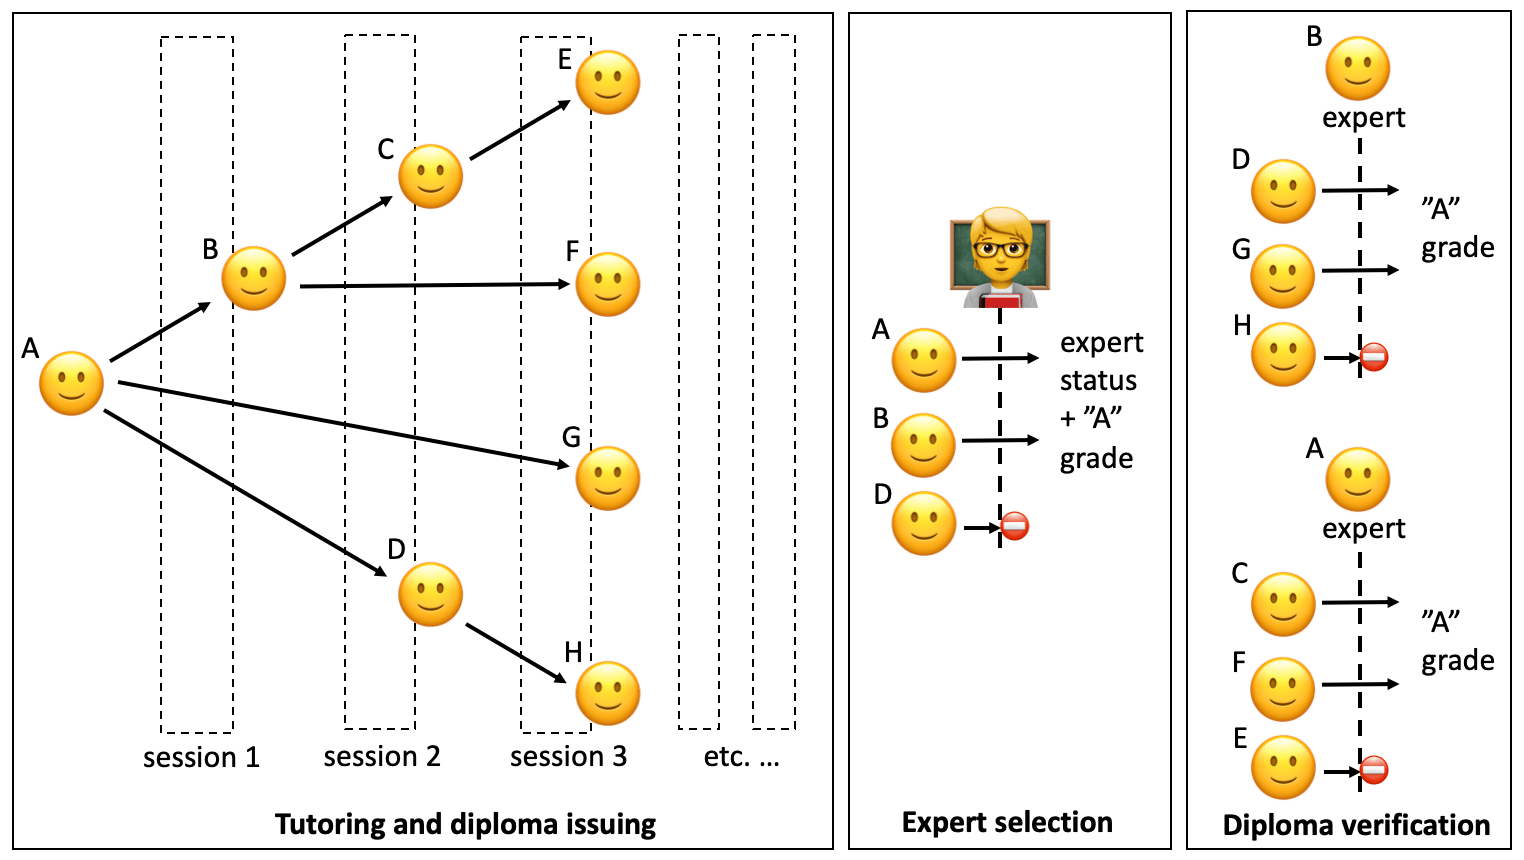 E
C
F
B
A
G
D
H
session 1
session 2
session 3
etc. ...
Tutoring and diploma issuing
A
B
D
expert
status
+ ”A”
grade
Expert selection
B
expert
D
G
H
”A”
grade
A
expert
C
F
E
”A”
grade
Diploma verification